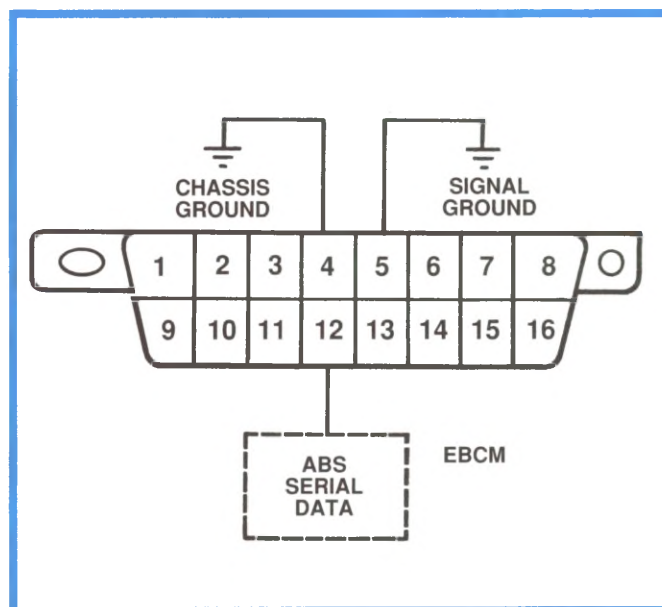 CHASSIS
GROUND
SIGNAL
GROUND
1 2 3 4 5 6 7 8
9 10 11 12 13 14 15 16
ABS
SERIAL
DATA
EBCM